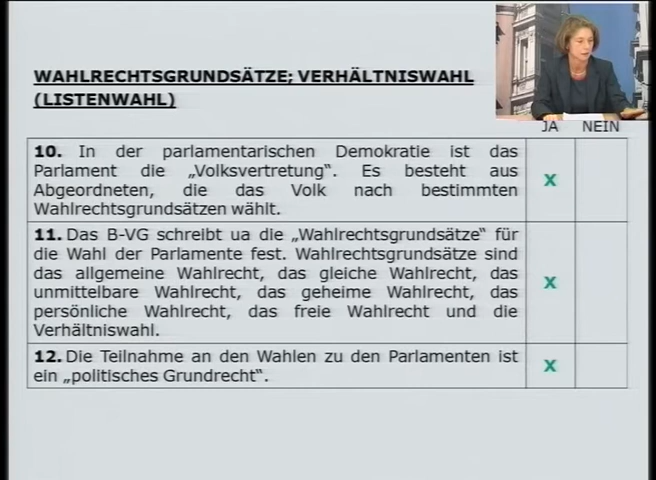 WAHLRECHTSGRUNDSÄTZE; VERHÄLTNISWAHL
(LISTENWAHL)
JA NEIN
10. In der parlamentarischen Demokratie ist das
Parlament die „Volksvertretung“. Es besteht aus
Abgeordneten, die das Volk nach bestimmten
Wahlrechtsgrundsätzen wählt.
X
11. Das B-VG schreibt ua die „Wahlrechtsgrundsätze“ für
die Wahl der Parlamente fest. Wahlrechtsgrundsätze sind
das allgemeine Wahlrecht, das gleiche Wahlrecht, das
unmittelbare Wahlrecht, das geheime Wahlrecht, das
persönliche Wahlrecht, das freie Wahlrecht und die
Verhältniswahl.
X
12. Die Teilnahme an den Wahlen zu den Parlamenten ist
ein „politisches Grundrecht“.
X